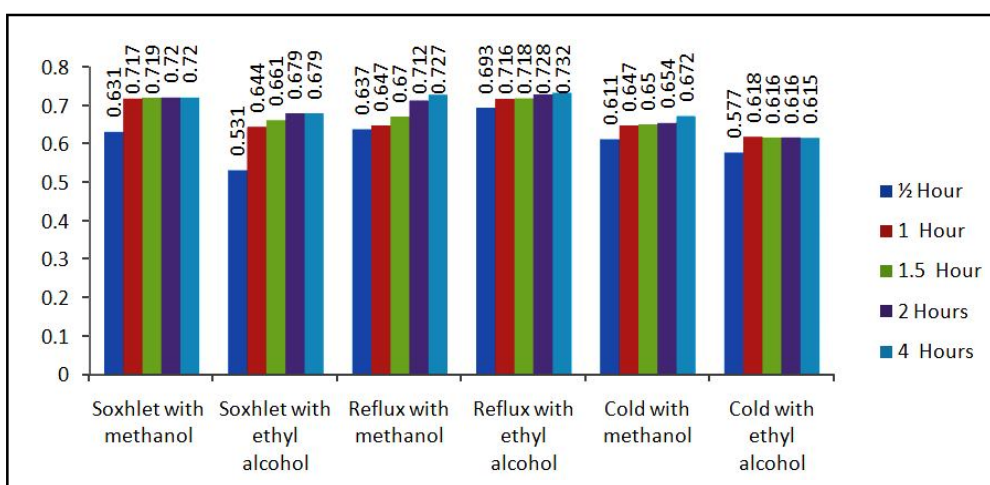 0.631
0.717
0.719
0.72
0.72
0.531
0.644
0.661
0.679
0.679
0.637
0.647
0.67
0.712
0.727
0.693
0.716
0.718
0.728
0.732
0.611
0.647
0.65
0.654
0.672
0.577
0.618
0.616
0.616
0.615
0.8
0.7
0.6
0.5
0.4
0.3
0.2
0.1
0
Soxhlet with
methanol
Soxhlet with
ethyl
alcohol
Reflux with
methanol
Reflux with
ethyl
alcohol
Cold with
methanol
Cold with
ethyl
alcohol
½ Hour
1 Hour
1.5 Hour
2 Hours
4 Hours